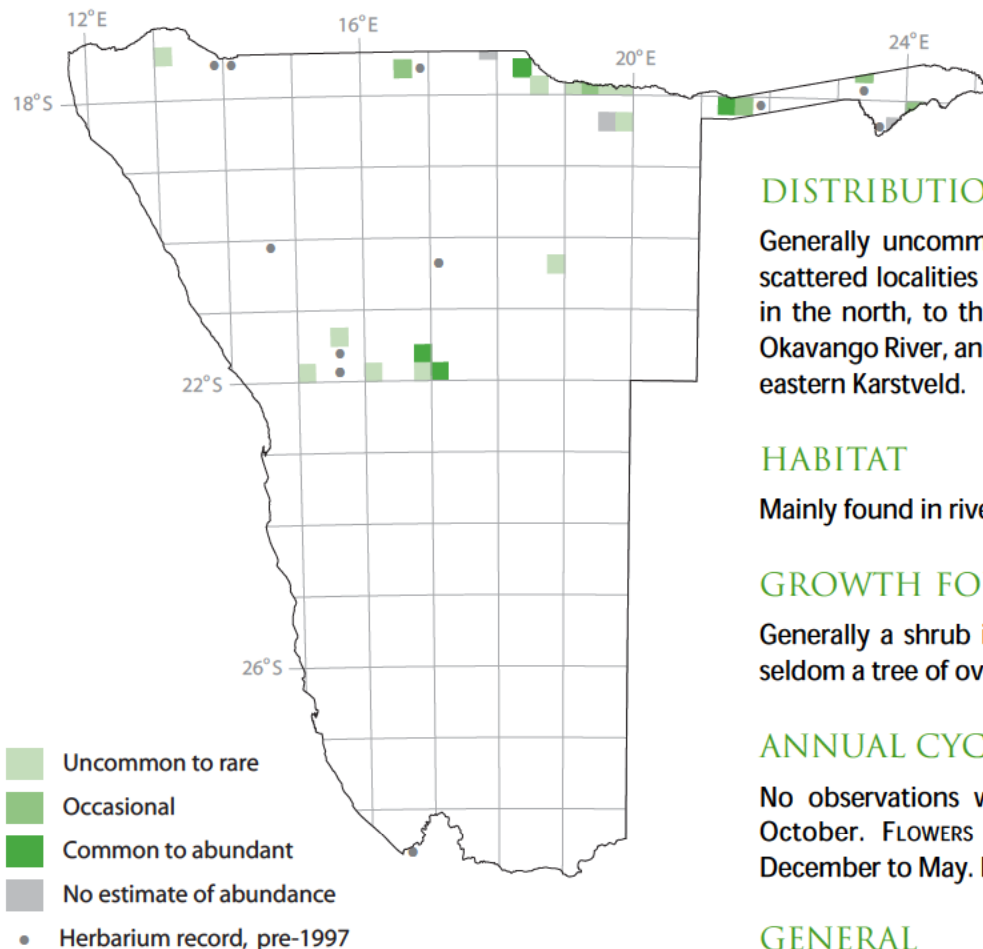 12°E
16°E
20°E
24°E
18°S
22°S
26°S
Uncommon to rare
Occasional
Common to abundant
No estimate of abundance
Herbarium record, pre-1997
DISTRIBUTIO
Generally uncomm
scattered localities
in the north, to th
Okavango River, an
eastern Karstveld.
HABITAT
Mainly found in rive
GROWTH FO
Generally a shrub i
seldom a tree of ov
ANNUAL CYC
No observations w
October. FLOWERS
December to May.
GENERAL